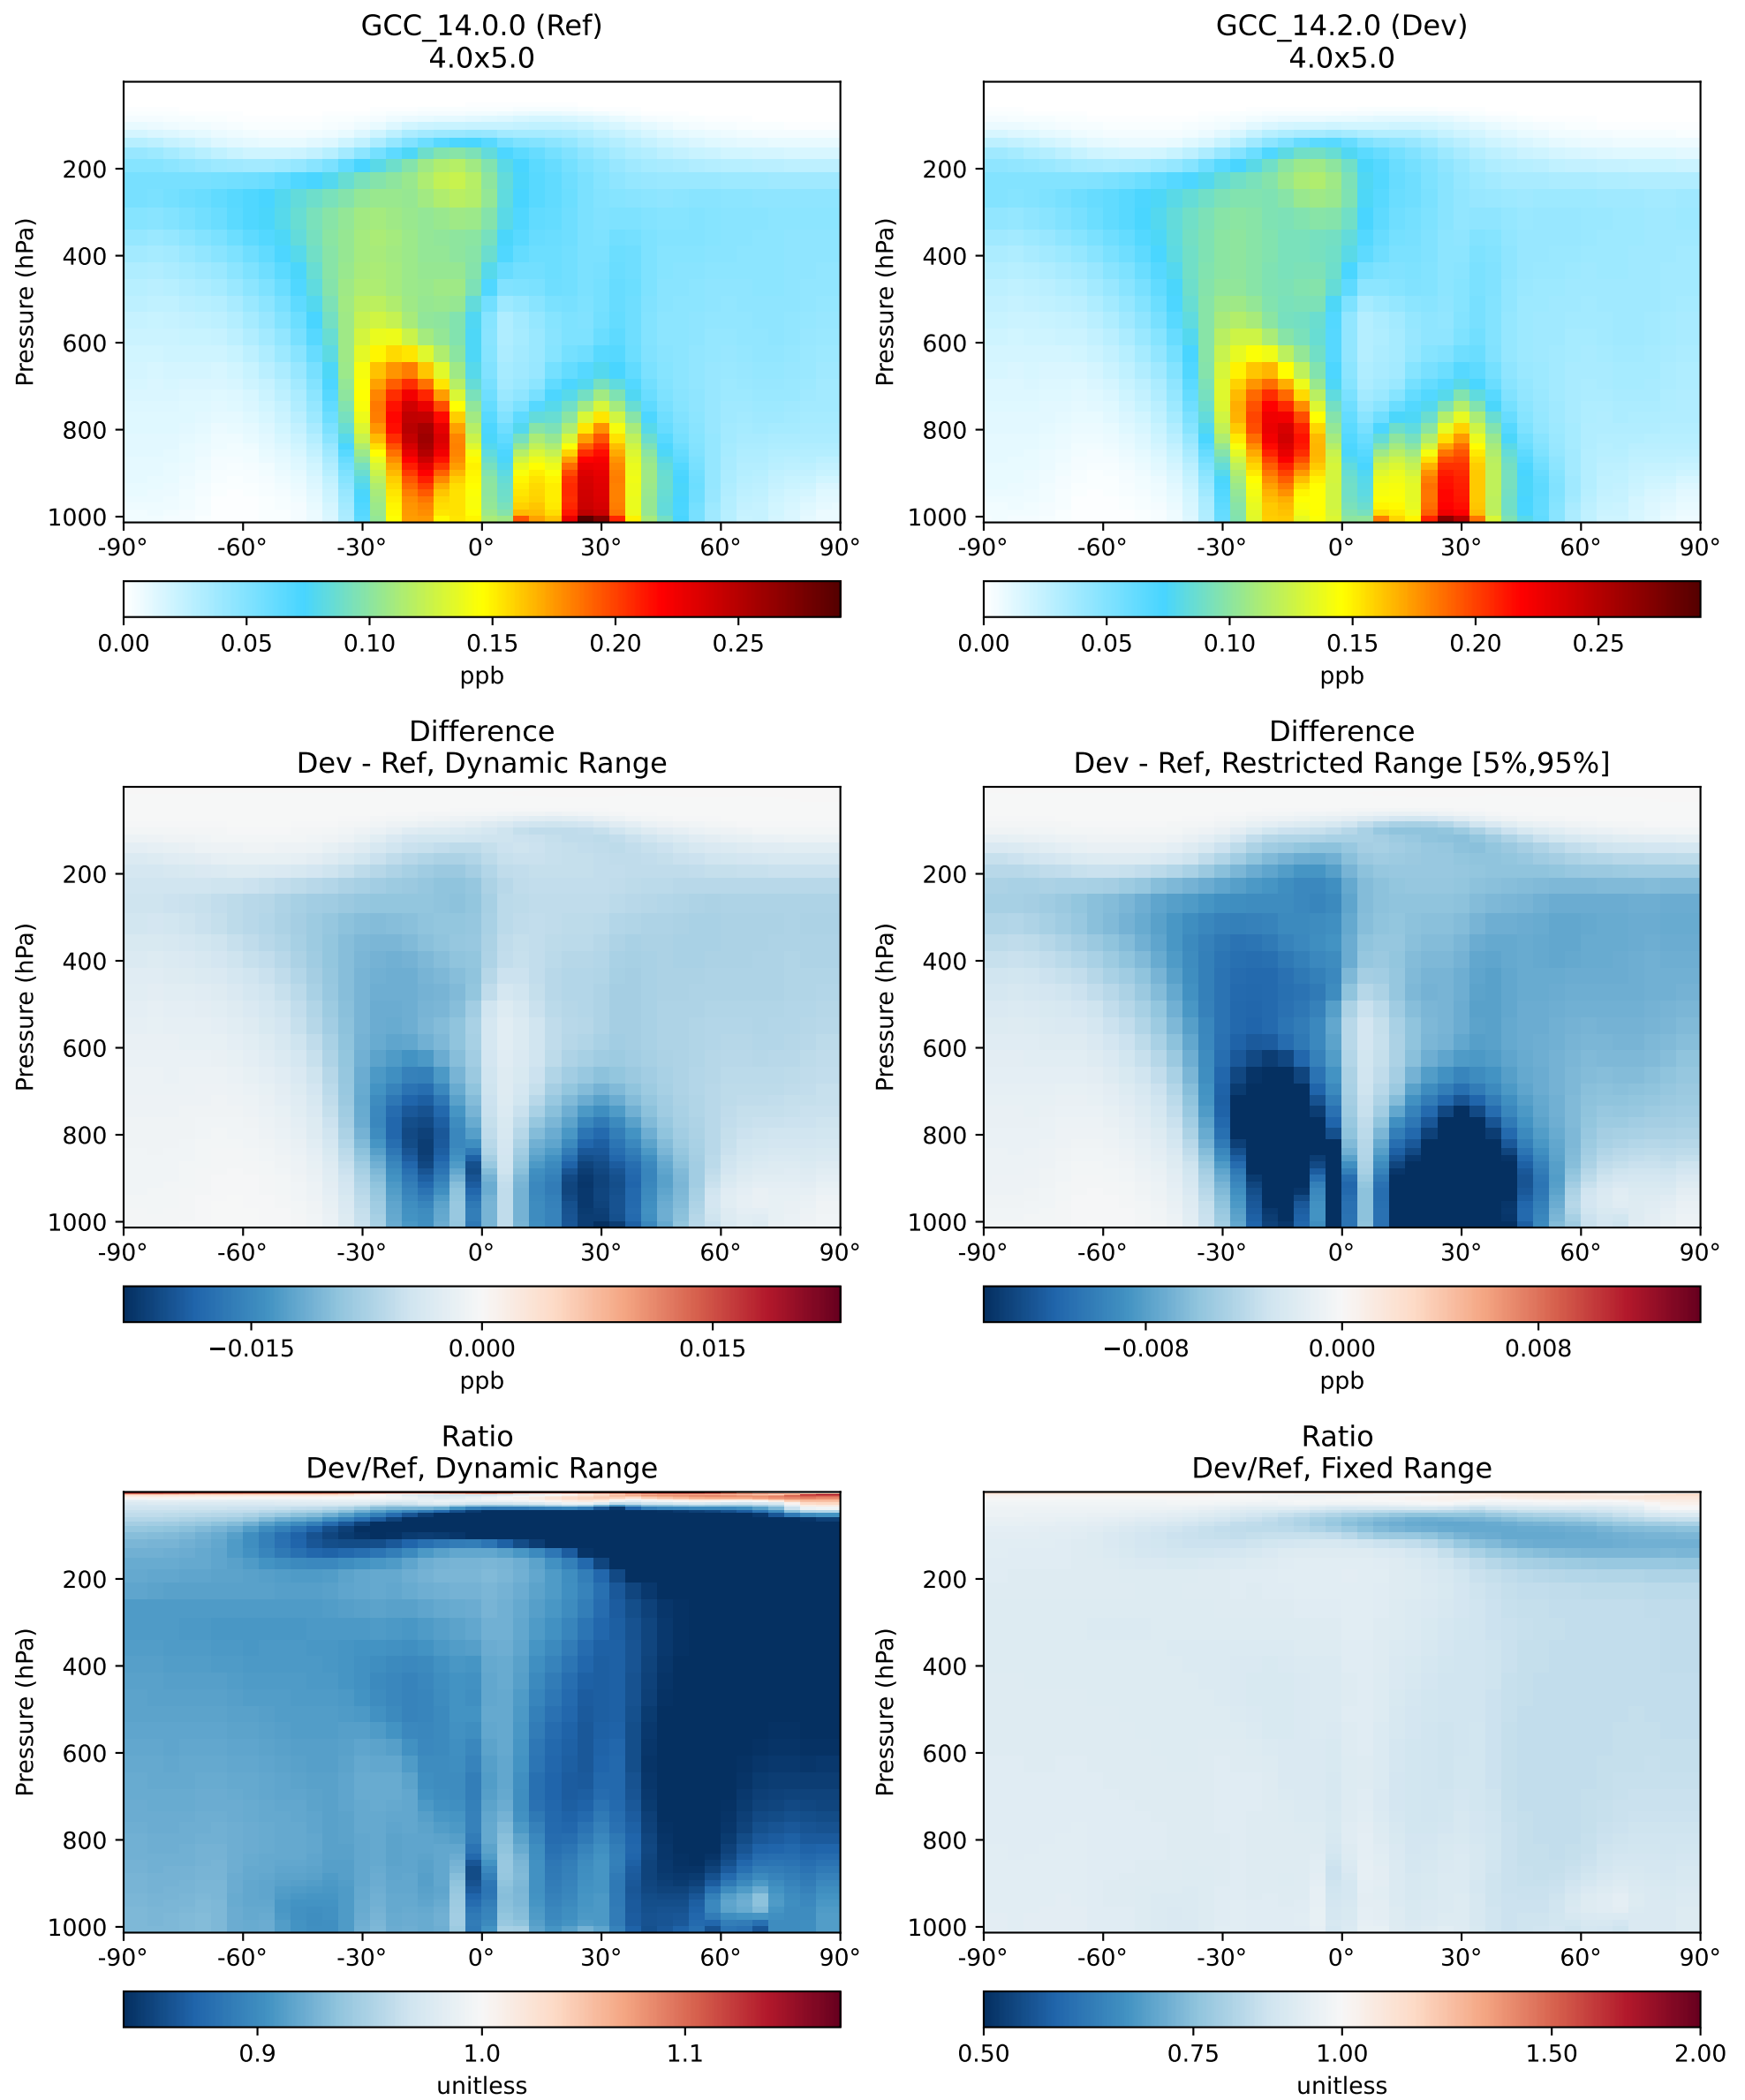 GCC_14.0.0 (Ref)
4.0x5.0
Pressure (hPa)
200
400
600
800
1000
-90° -60° -30° 0° 30° 60° 90°
0.00 0.05 0.10 0.15 0.20 0.25
ppb
GCC_14.2.0 (Dev)
4.0x5.0
Pressure (hPa)
200
400
600
800
1000
-90° -60° -30° 0° 30° 60° 90°
0.00 0.05 0.10 0.15 0.20 0.25
ppb
Difference
Dev - Ref, Dynamic Range
Pressure (hPa)
200
400
600
800
1000
-90° -60° -30° 0° 30° 60° 90°
−0.015 0.000 0.015
ppb
Difference
Dev - Ref, Restricted Range [5%,95%]
Pressure (hPa)
200
400
600
800
1000
-90° -60° -30° 0° 30° 60° 90°
−0.008 0.000 0.008
ppb
Ratio
Dev/Ref, Dynamic Range
Pressure (hPa)
200
400
600
800
1000
-90° -60° -30° 0° 30° 60° 90°
0.9 1.0 1.1
unitless
Ratio
Dev/Ref, Fixed Range
Pressure (hPa)
200
400
600
800
1000
-90° -60° -30° 0° 30° 60° 90°
0.50 0.75 1.00 1.50 2.00
unitless